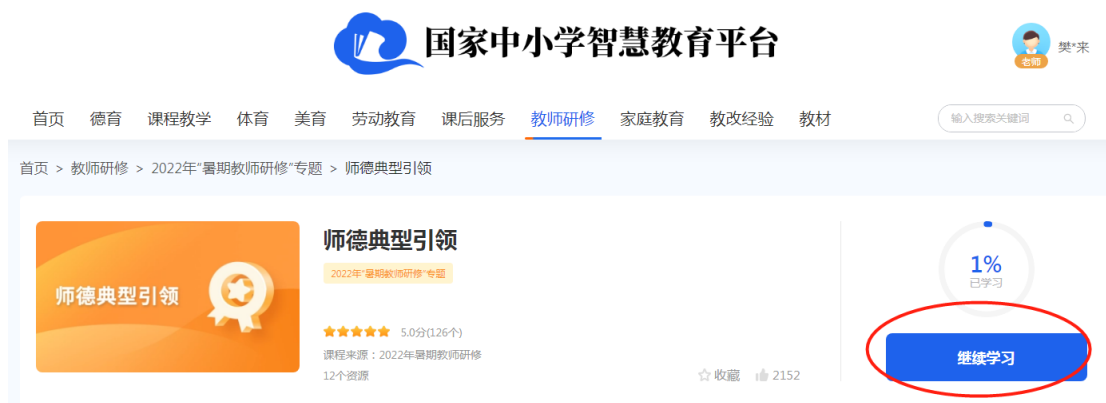 国家中小学智慧教育平台
老师
樊*来
首页 德育 课程教学 体育 美育 劳动教育 课后服务 教师研修 家庭教育 教改经验 教材 输入搜索关键词
首页 > 教师研修 > 2022年"暑期教师研修"专题 > 师德典型引领
师德典型引领
师德典型引领
2022年"暑期教师研修"专题
5.0分(126个)
课程来源：2022年暑期教师研修
12个资源
收藏 2152
1%
已学习
继续学习